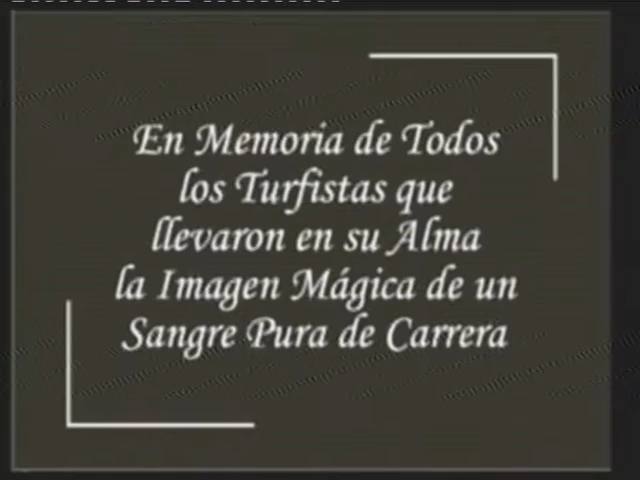 En Memoria de Todos
los Turfistas que
llevaron en su Alma
la Imagen Mágica de un
Sangre Pura de Carrera